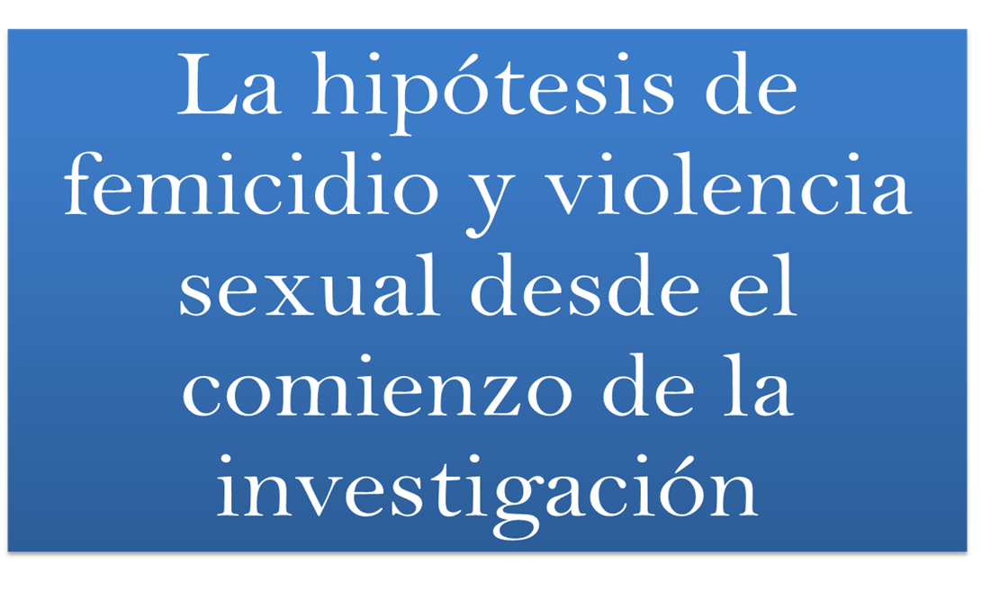 La hipótesis de
femicidio y violencia
sexual desde el
comienzo de la
investigación